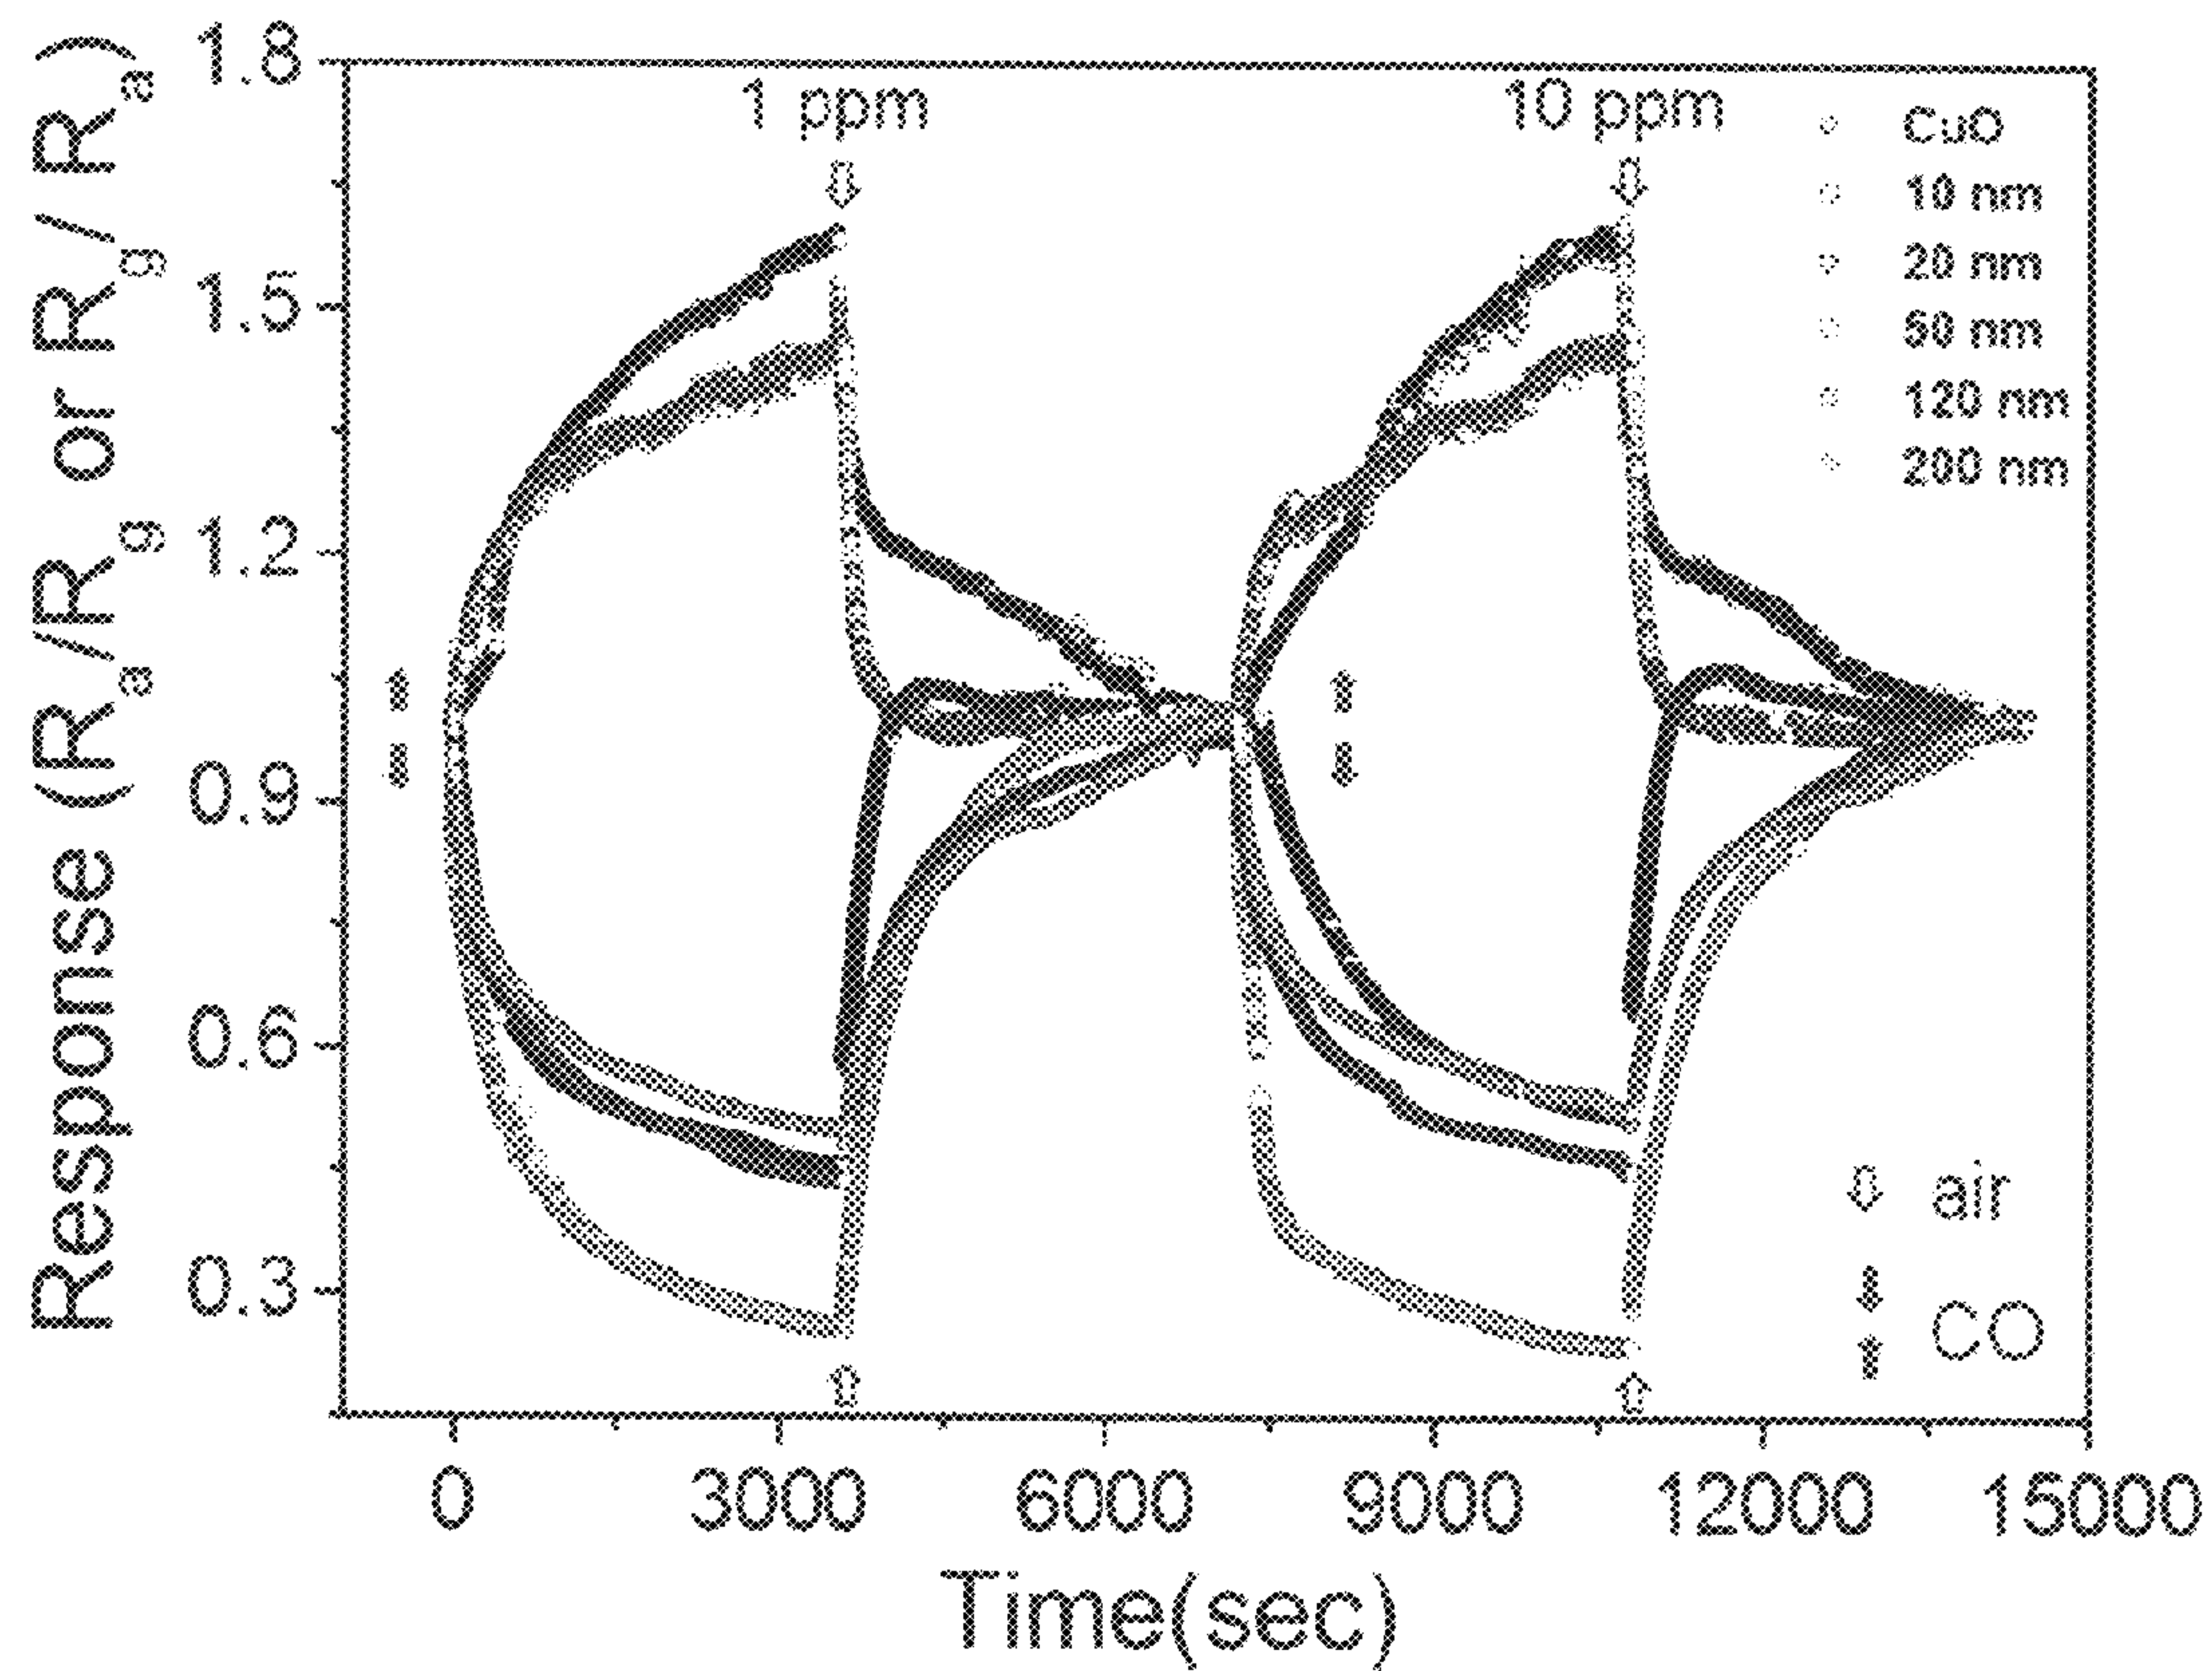 Response (Ra/Rg or Rg/Ra)
1.8
1.5
1.2
0.9
0.6
0.3
1 ppm
10 ppm
CuO
10 nm
20 nm
50 nm
120 nm
200 nm
air
CO
0 3000 6000 9000 12000 15000
Time(sec)